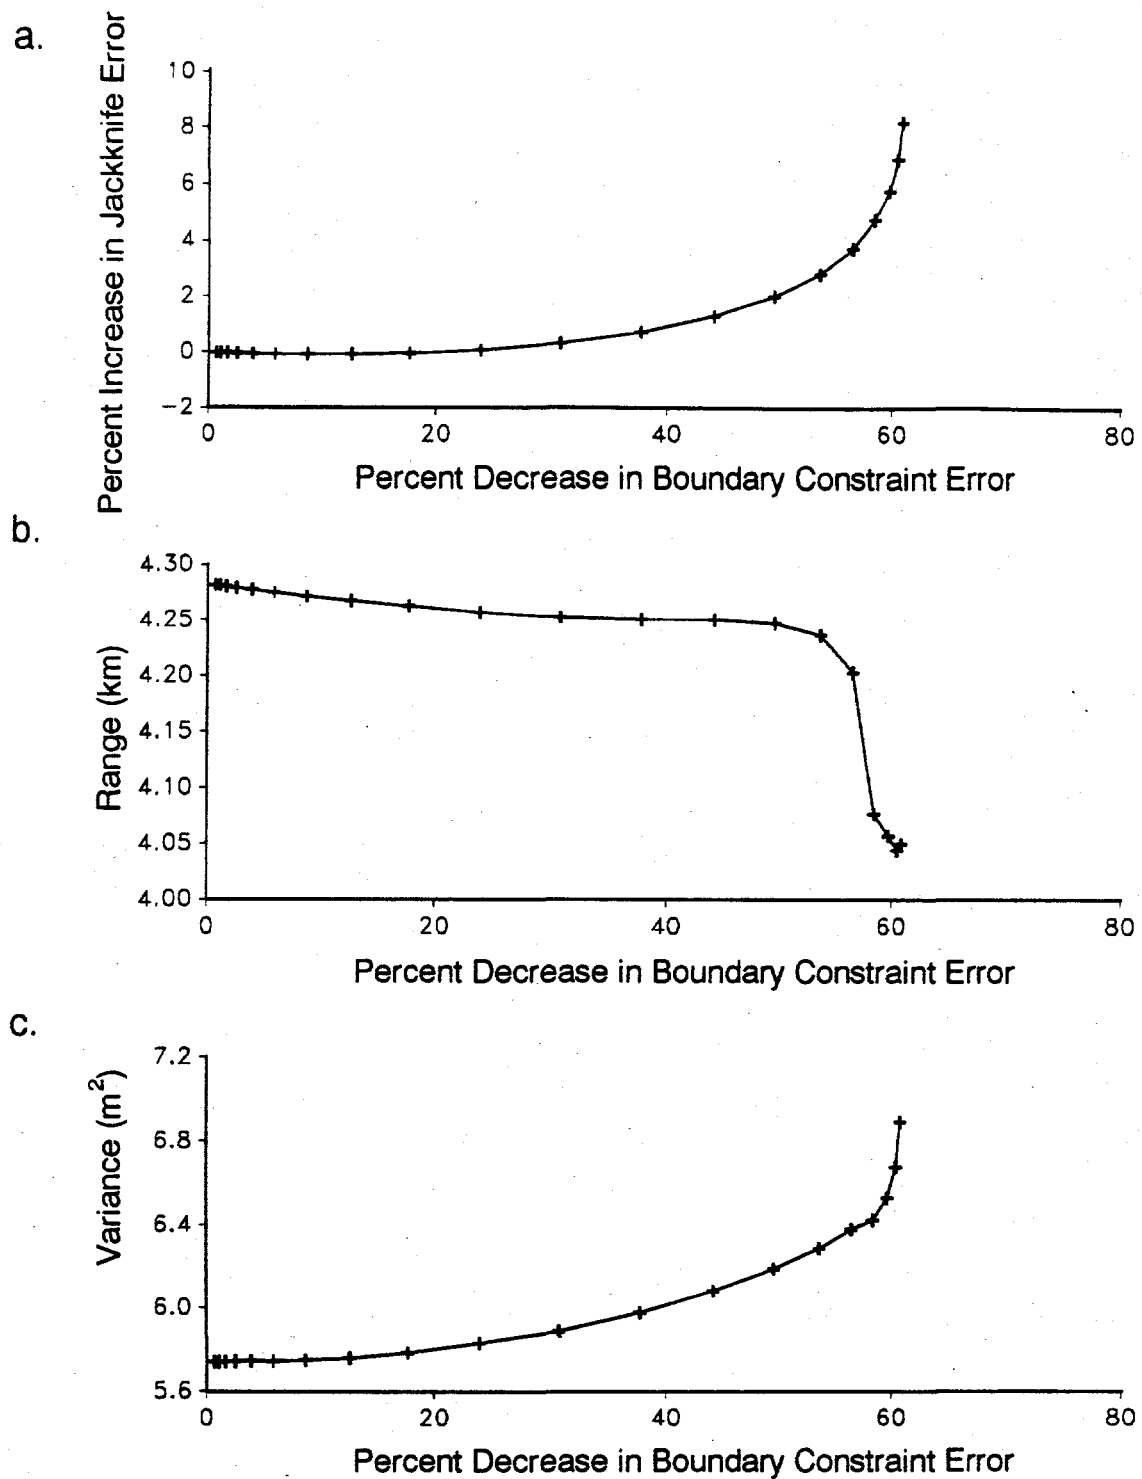 a.
Percent Increase in Jackknife Error
10
8
6
4
2
0
−2
0 20 40 60 80
Percent Decrease in Boundary Constraint Error
b.
Range (km)
4.30
4.25
4.20
4.15
4.10
4.05
4.00
0 20 40 60 80
Percent Decrease in Boundary Constraint Error
c.
Variance (m²)
7.2
6.8
6.4
6.0
5.6
0 20 40 60 80
Percent Decrease in Boundary Constraint Error